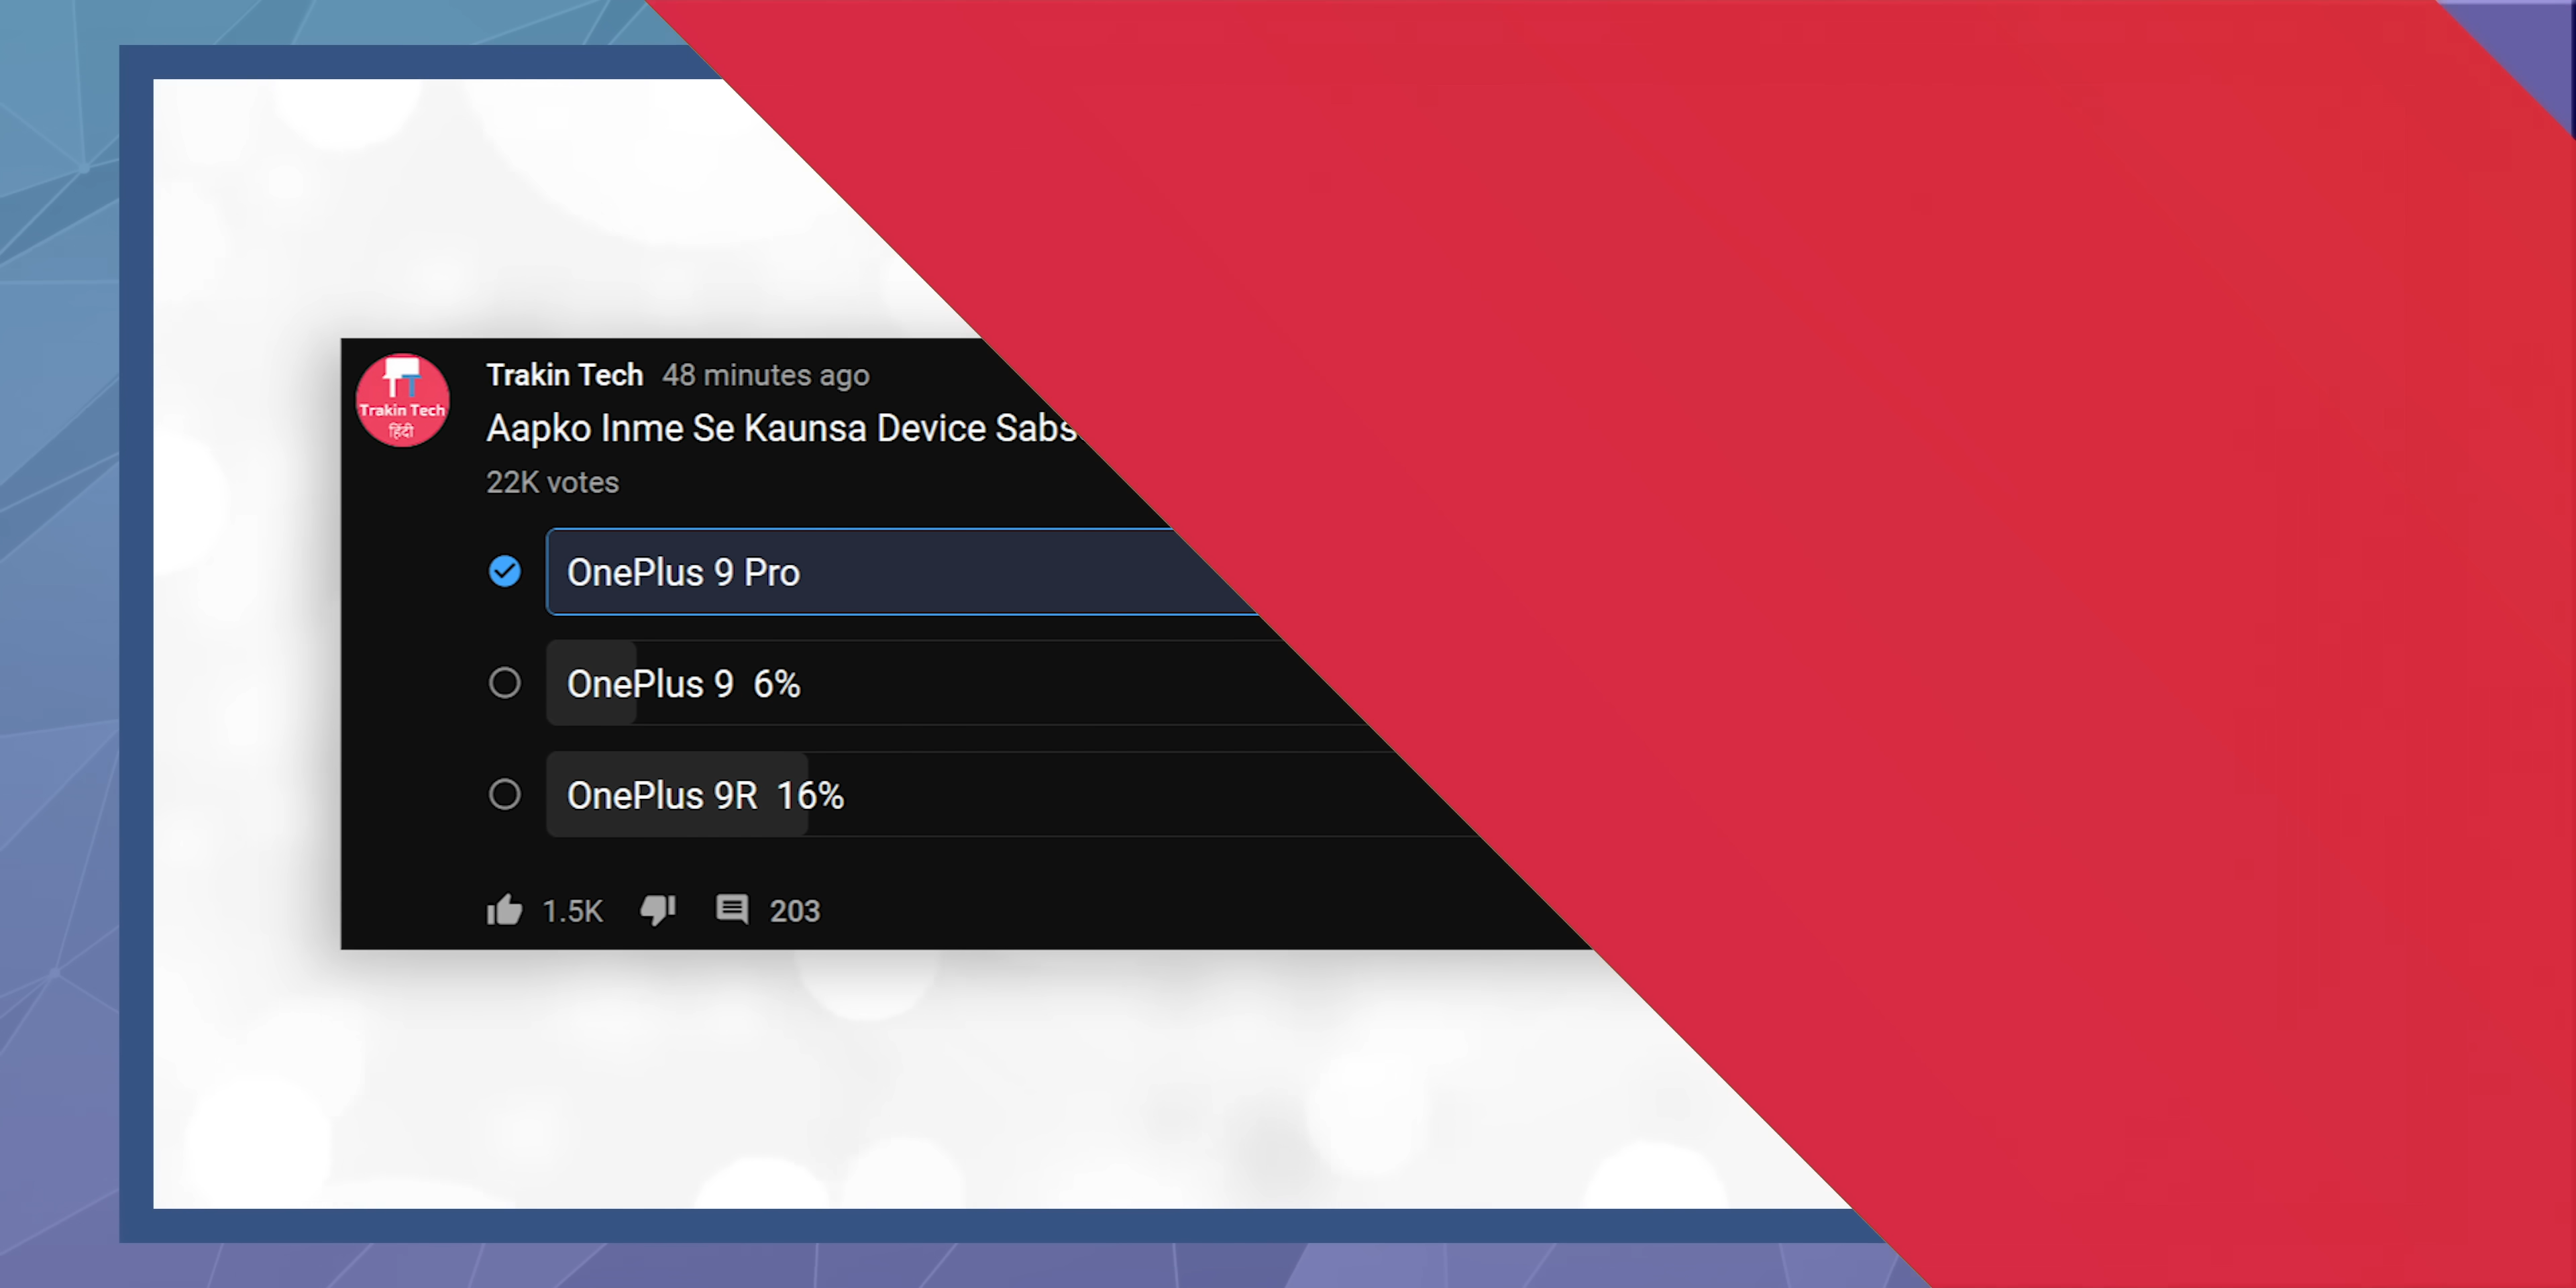 Trakin Tech 48 minutes ago
Trakin Tech
हिंदी
Aapko Inme Se Kaunsa Device
22K votes
OnePlus 9 Pro
OnePlus 9 6%
OnePlus 9R 16%
1.5K 203